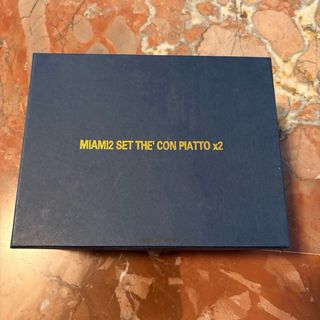 MIAMI2 SET THE' CON PIATTO x2